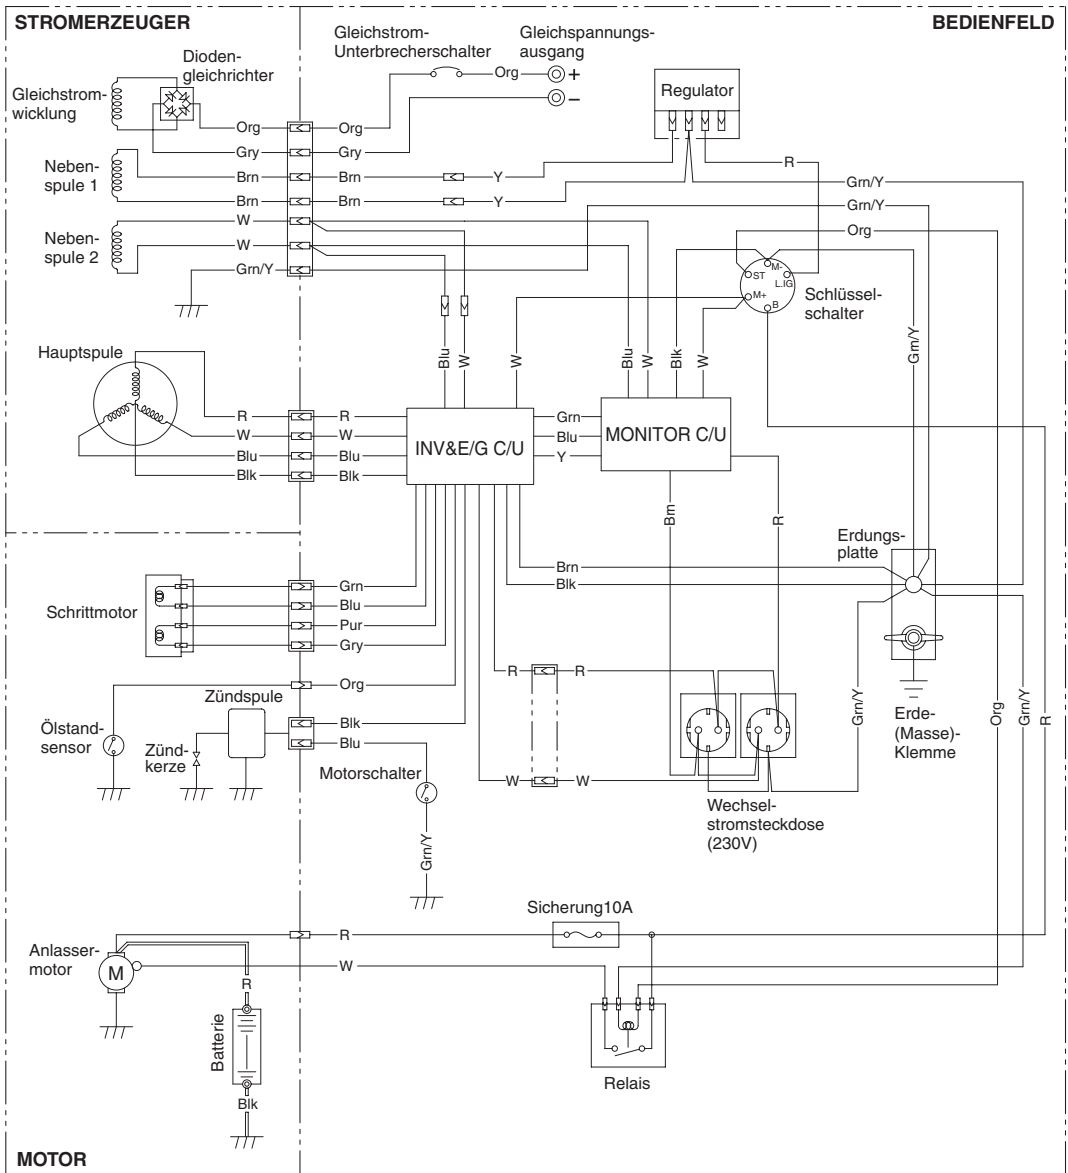 STROMERZEUGER
BEDIENFELD
Dioden-
gleichrichter
Gleichstrom-
wicklung
Gleichstrom-
Unterbrecherschalter
Gleichspannungs-
ausgang
Org
+
−
Regulator
Org
Org
Gry
Gry
Neben-
spule 1
Brn
Brn
Y
Brn
Brn
Y
R
Grn/Y
Grn/Y
Org
Neben-
spule 2
W
W
Grn/Y
M-
ST
L.IG
M+
B
Schlüssel-
schalter
Hauptspule
Blu
W
W
Blu
W
Blk
W
Grn/Y
R
R
W
W
Blu
Blu
Blk
Blk
INV&E/G C/U
Grn
Blu
Y
MONITOR C/U
Brn
R
Erdungs-
platte
Brn
Blk
Schrittmotor
Grn
Blu
Pur
Gry
Org
R
R
Zündspule
Ölstand-
sensor
Zünd-
kerze
Blk
Blu
Motorschalter
W
W
Grn/Y
Erde-
(Masse)-
Klemme
Org
Grn/Y
R
Wechsel-
stromsteckdose
(230V)
Grn/Y
Sicherung10A
Anlasser-
motor
M
R
W
R
Batterie
Blk
Relais
MOTOR